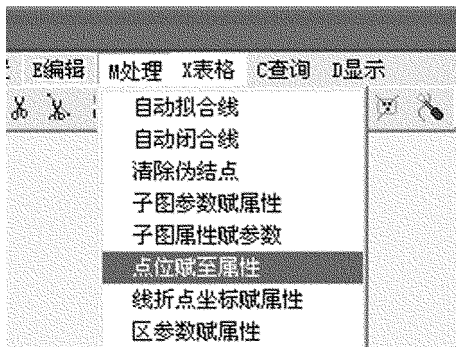 E编辑 M处理 X表格 C查询 D显示
自动拟合线
自动闭合线
清除伪结点
子图参数赋属性
子图属性赋参数
点位赋至属性
线折点坐标赋属性
区参数赋属性